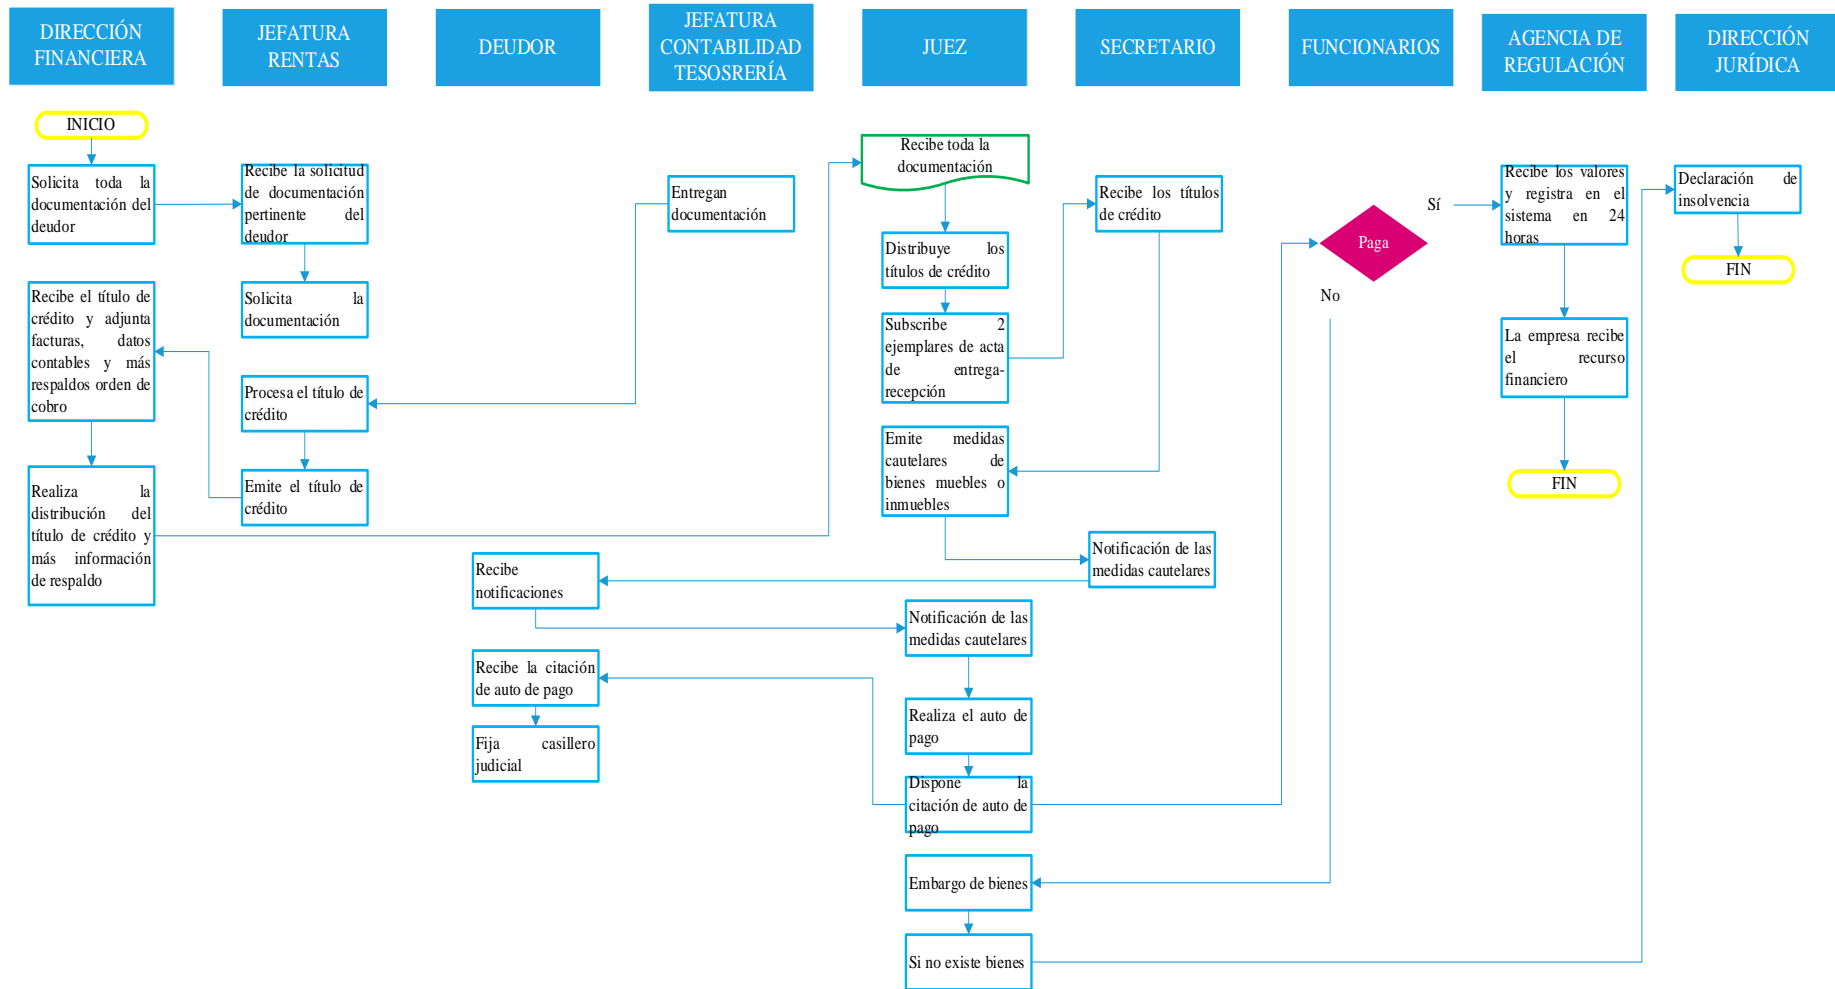 DIRECCIÓN
FINANCIERA
JEFATURA
RENTAS
DEUDOR
JEFATURA
CONTABILIDAD
TESOSRERÍA
JUEZ
SECRETARIO
FUNCIONARIOS
AGENCIA DE
REGULACIÓN
DIRECCIÓN
JURÍDICA
INICIO
Solicita toda la
documentación del
deudor
Recibe el título de
crédito y adjunta
facturas, datos
contables y más
respaldos orden de
cobro
Realiza la
distribución del
título de crédito y
más información
de respaldo
Recibe la solicitud
de documentación
pertinente del
deudor
Solicita la
documentación
Procesa el título de
crédito
Emite el título de
crédito
Recibe
notificaciones
Recibe la citación
de auto de pago
Fija casillero
judicial
Entregan
documentación
Recibe toda la
documentación
Distribuye los
títulos de crédito
Subscribe 2
ejemplares de acta
de entrega-
recepción
Emite medidas
cautelares de
bienes muebles o
inmuebles
Notificación de las
medidas cautelares
Realiza el auto de
pago
Dispone la
citación de auto de
pago
Embargo de bienes
Si no existe bienes
Recibe los títulos
de crédito
Notificación de las
medidas cautelares
Paga
Sí
No
Recibe los valores
y registra en el
sistema en 24
horas
La empresa recibe
el recurso
financiero
FIN
Declaración de
insolvencia
FIN